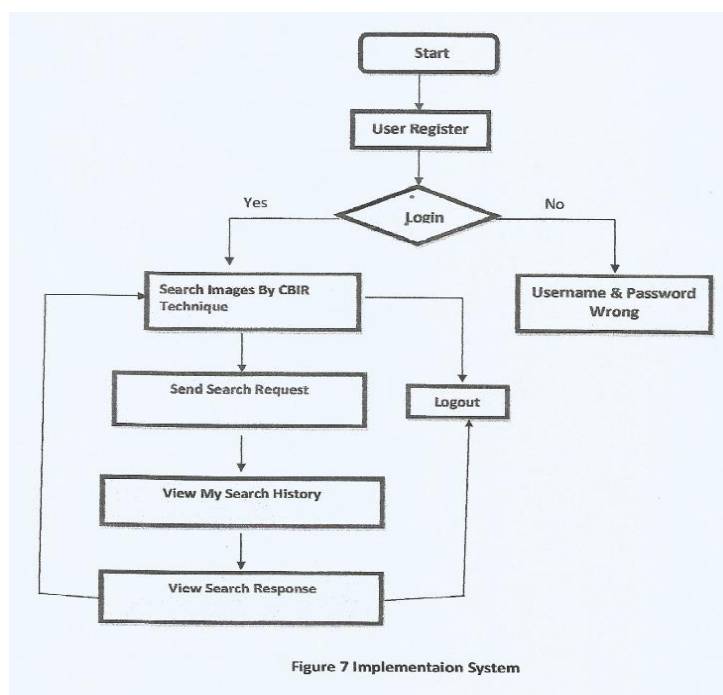 Start
User Register
Yes
No
Login
Search Images By CBIR
Technique
Username & Password
Wrong
Send Search Request
Logout
View My Search History
View Search Response
Figure 7 Implementaion System